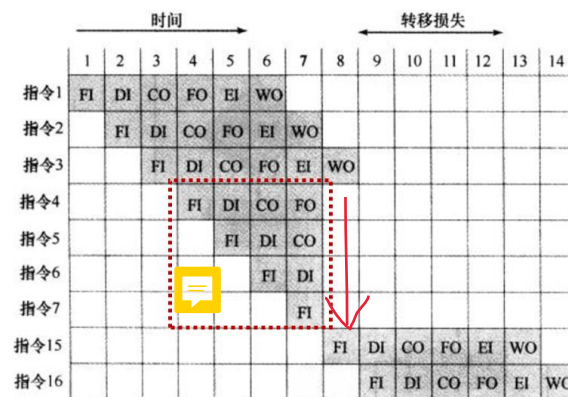 时间 转移损失
1 2 3 4 5 6 7 8 9 10 11 12 13 14
指令1 FI DI CO FO EI WO
指令2 FI DI CO FO EI WO
指令3 FI DI CO FO EI WO
指令4 FI DI CO FO
指令5 FI DI CO
指令6 FI DI
指令7 FI
指令15 FI DI CO FO EI WO
指令16 FI DI CO FO EI WO